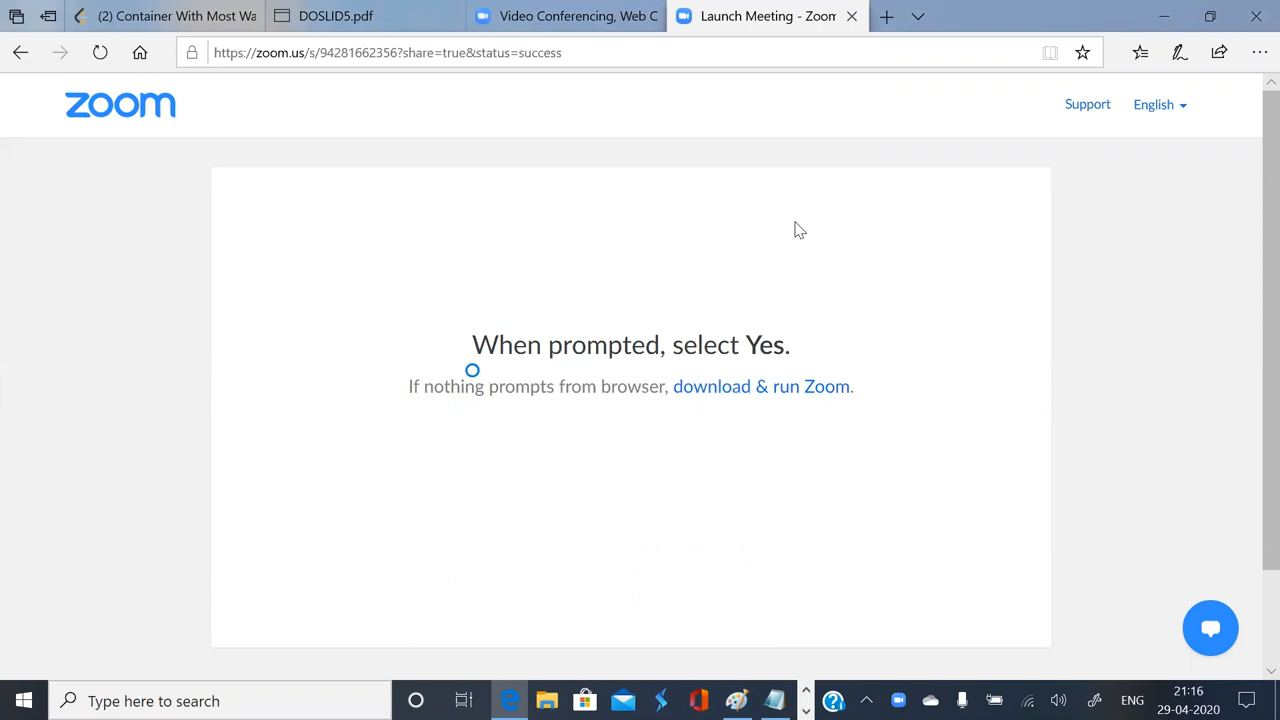 (2) Container With Most Wa
DOSLID5.pdf
Video Conferencing, Web C
Launch Meeting - Zoom
https://zoom.us/s/94281662356?share=true&status=success
zoom
Support
English
When prompted, select Yes.
If nothing prompts from browser, download & run Zoom.
Type here to search
ENG
21:16
29-04-2020